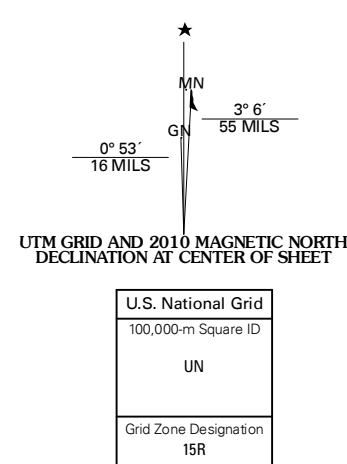 MN
3° 6´
55 MILS
GN
0° 53´
16 MILS
UTM GRID AND 2010 MAGNETIC NORTH
DECLINATION AT CENTER OF SHEET
U.S. National Grid
100,000-m Square ID
UN
Grid Zone Designation
15R